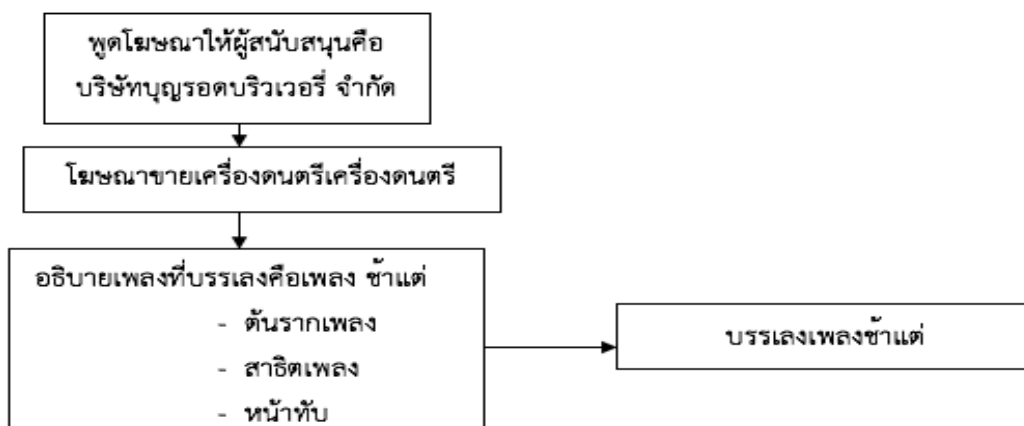 พูดโฆษณาให้ผู้สนับสนุนคือ
บริษัทบุญรอดบริวเวอรี่ จำกัด
โฆษณาขายเครื่องดนตรีเครื่องดนตรี
อธิบายเพลงที่บรรเลงคือเพลง ช้าแต่
- ต้นรากเพลง
- สาธิตเพลง
- หน้าทับ
บรรเลงเพลงช้าแต่